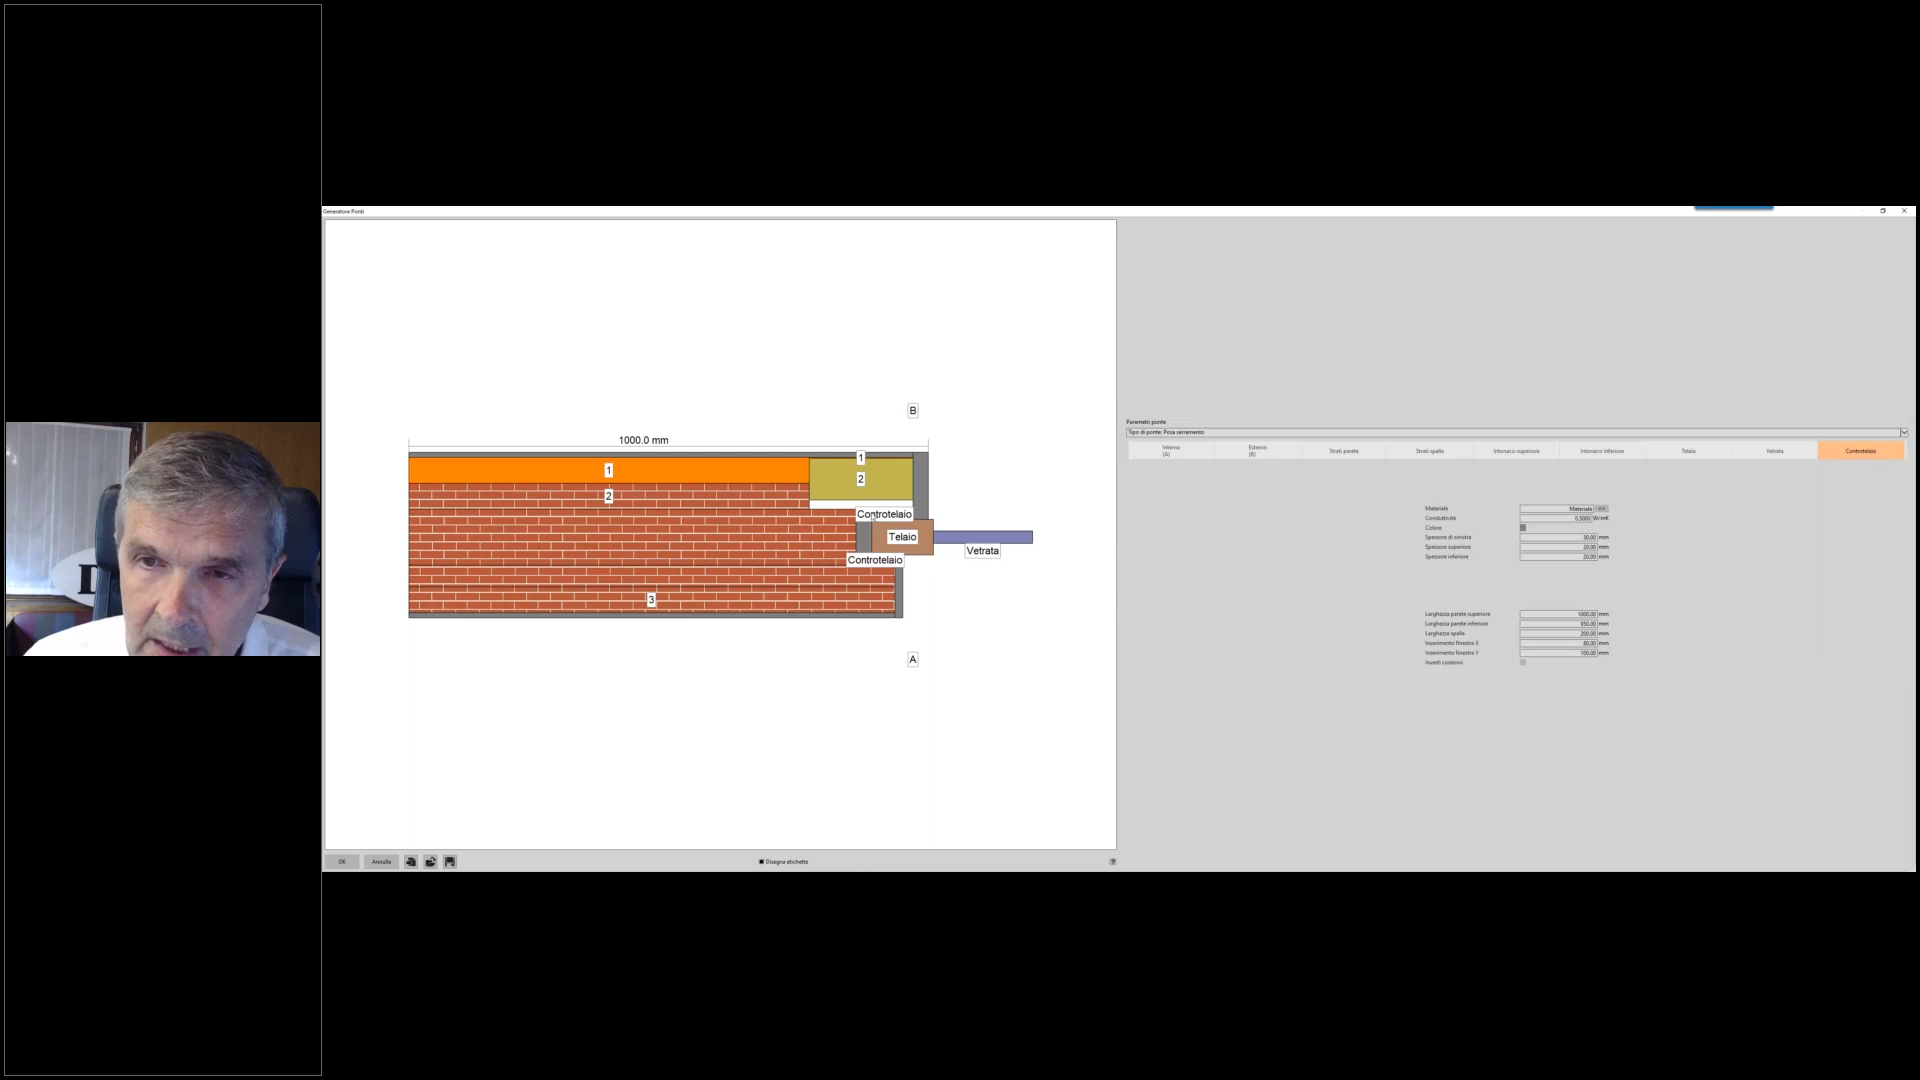 Generatore Ponti
B
1000.0 mm
1
1
2
2
Controtelaio
Telaio
Vetrata
Controtelaio
3
A
Parametri ponte
Tipo di ponte: Posa serramento
Interno (A)
Esterno (B)
Strati parete
Strati spalla
Intonaco superiore
Intonaco inferiore
Telaio
Vetrata
Controtelaio
Materiale Materiale <<
Conduttività 0,5000 W/mK
Colore
Spessore di sinistra 30,00 mm
Spessore superiore 20,00 mm
Spessore inferiore 20,00 mm
Larghezza parete superiore 1000,00 mm
Larghezza parete inferiore 950,00 mm
Larghezza spalla 200,00 mm
Inserimento finestra X 80,00 mm
Inserimento finestra Y 100,00 mm
Inverti contorni
OK
Annulla
Disegna etichette
?